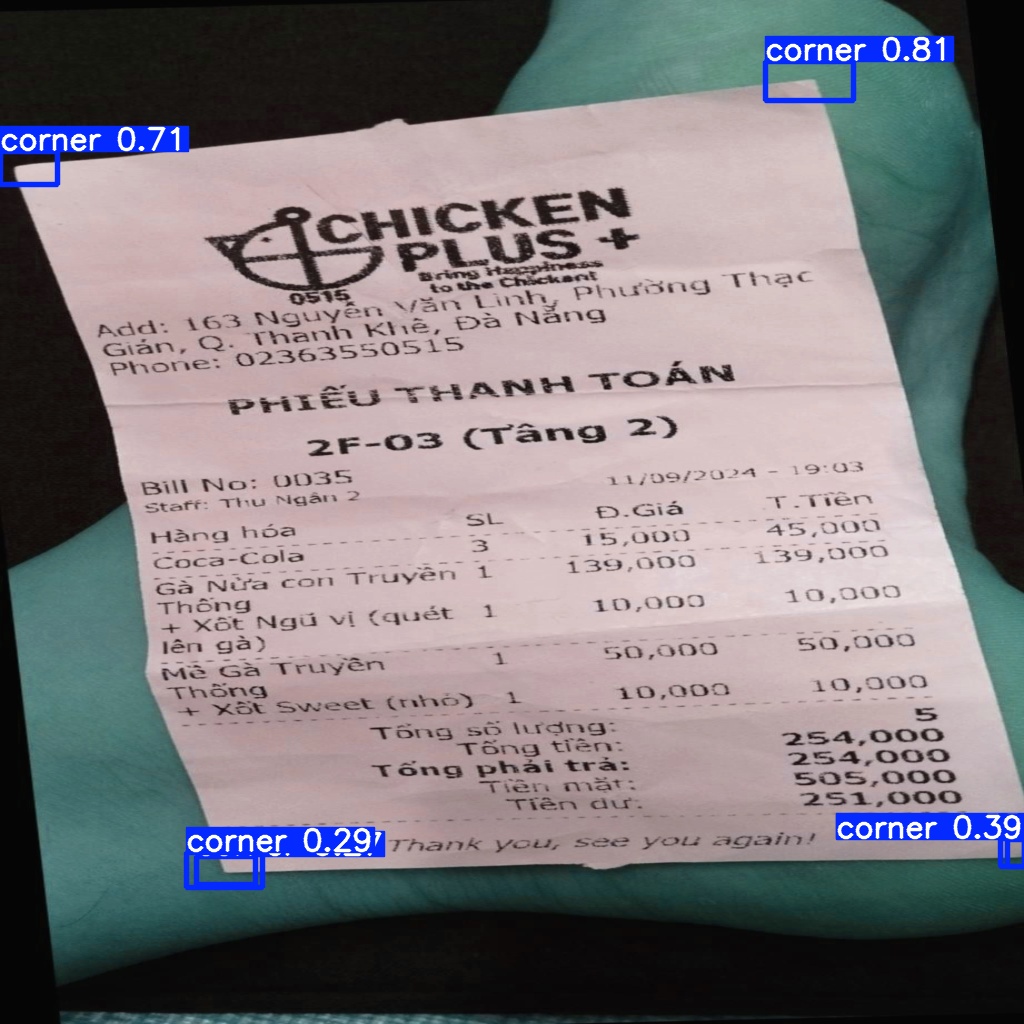 corner 0.81
corner 0.71
CHICKEN
PLUS +
Bring Happiness
to the Chickent
0515
Add: 163 Nguyễn Văn Linh, Phường Thạc
Gián, Q. Thanh Khê, Đà Nẵng
Phone: 02363550515
PHIẾU THANH TOÁN
2F-03 (Tầng 2)
Bill No: 0035
11/09/2024 - 19:03
Staff: Thu Ngân 2
Hàng hóa SL Đ.Giá T.Tiền
Coca-Cola 3 15,000 45,000
Gà Nửa con Truyền 1 139,000 139,000
Thống
+ Xốt Ngũ vị (quét 1 10,000 10,000
lên gà)
Mề Gà Truyền 1 50,000 50,000
Thống
+ Xốt Sweet (nhỏ) 1 10,000 10,000
Tổng số lượng: 5
Tổng tiền: 254,000
Tổng phải trả: 254,000
Tiền mặt: 505,000
Tiền dư: 251,000
corner 0.39
corner 0.29
Thank you, see you again!